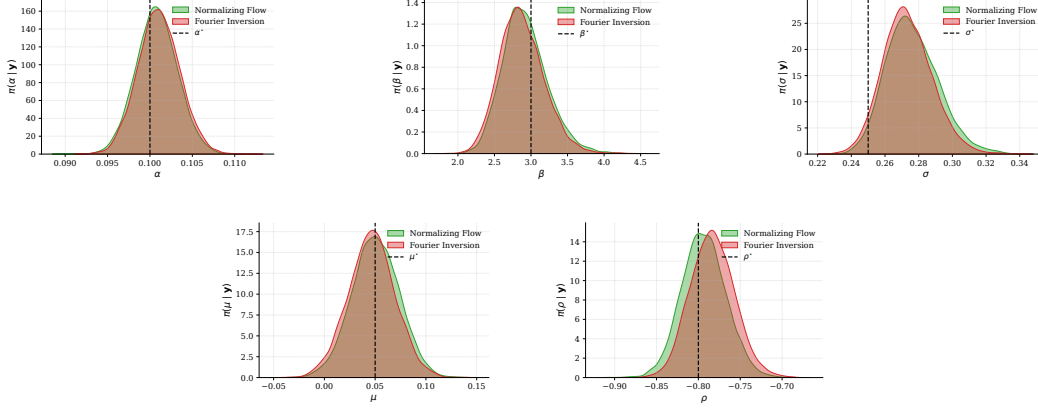 Normalizing Flow
Fourier Inversion
α*
π(α | y)
160
140
120
100
80
60
40
20
0
0.090
0.095
0.100
0.105
0.110
α
Normalizing Flow
Fourier Inversion
β*
π(β | y)
1.4
1.2
1.0
0.8
0.6
0.4
0.2
0.0
2.0
2.5
3.0
3.5
4.0
4.5
β
Normalizing Flow
Fourier Inversion
σ*
π(σ | y)
25
20
15
10
5
0
0.22
0.24
0.26
0.28
0.30
0.32
0.34
σ
Normalizing Flow
Fourier Inversion
μ*
π(μ | y)
17.5
15.0
12.5
10.0
7.5
5.0
2.5
0.0
−0.05
0.00
0.05
0.10
0.15
μ
Normalizing Flow
Fourier Inversion
ρ*
π(ρ | y)
14
12
10
8
6
4
2
0
−0.90
−0.85
−0.80
−0.75
−0.70
ρ